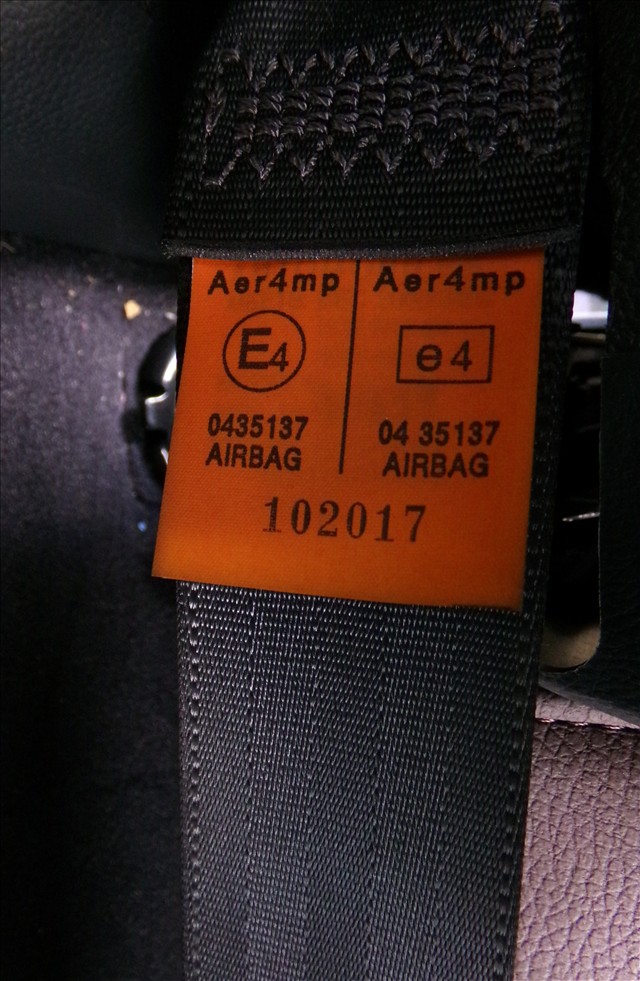 Aer4mp
E4
0435137
AIRBAG
Aer4mp
e4
04 35137
AIRBAG
102017